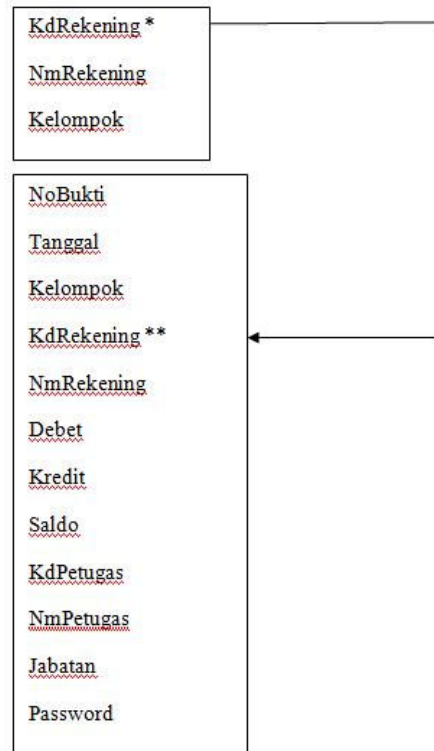 KdRekening *
NmRekening
Kelompok
NoBukti
Tanggal
Kelompok
KdRekening **
NmRekening
Debet
Kredit
Saldo
KdPetugas
NmPetugas
Jabatan
Password